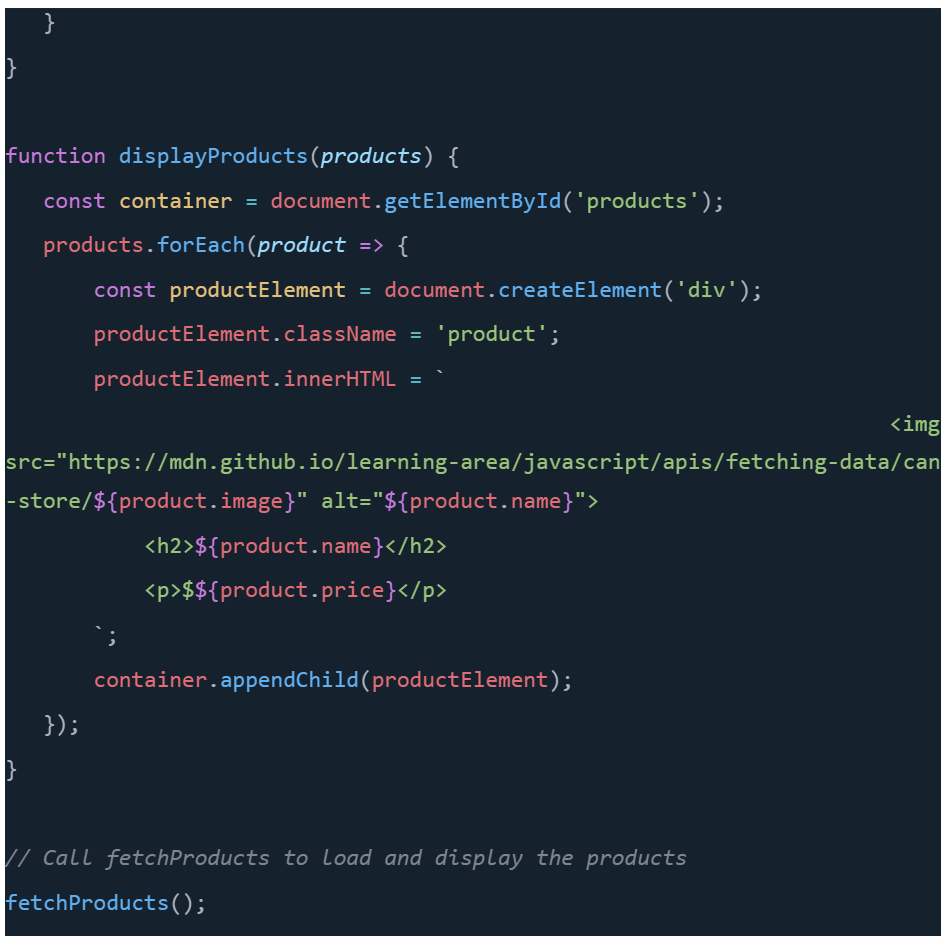 }
}
function displayProducts(products) {
    const container = document.getElementById('products');
    products.forEach(product => {
        const productElement = document.createElement('div');
        productElement.className = 'product';
        productElement.innerHTML = `
<img
src="https://mdn.github.io/learning-area/javascript/apis/fetching-data/can
-store/${product.image}" alt="${product.name}">
            <h2>${product.name}</h2>
            <p>$${product.price}</p>
        `;
        container.appendChild(productElement);
    });
}
// Call fetchProducts to load and display the products
fetchProducts();